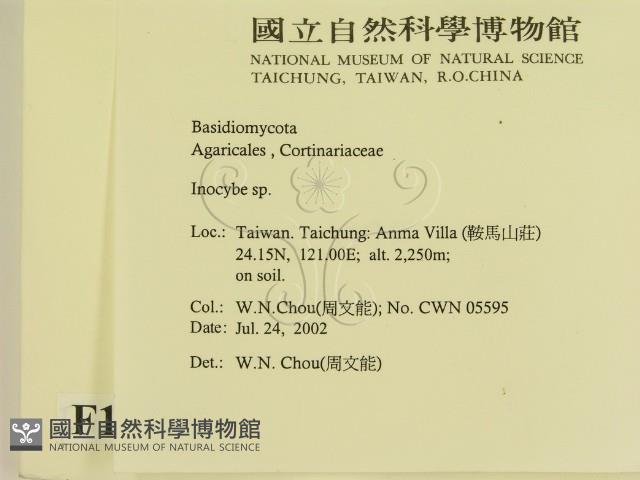 國立自然科學博物館
NATIONAL MUSEUM OF NATURAL SCIENCE
TAICHUNG, TAIWAN, R.O.CHINA
Basidiomycota
Agaricales , Cortinariaceae
Inocybe sp.
Loc.: Taiwan. Taichung: Anma Villa (鞍馬山莊)
24.15N, 121.00E; alt. 2,250m;
on soil.
Col.: W.N.Chou(周文能); No. CWN 05595
Date: Jul. 24, 2002
Det.: W.N. Chou(周文能)
F1
國立自然科學博物館
NATIONAL MUSEUM OF NATURAL SCIENCE